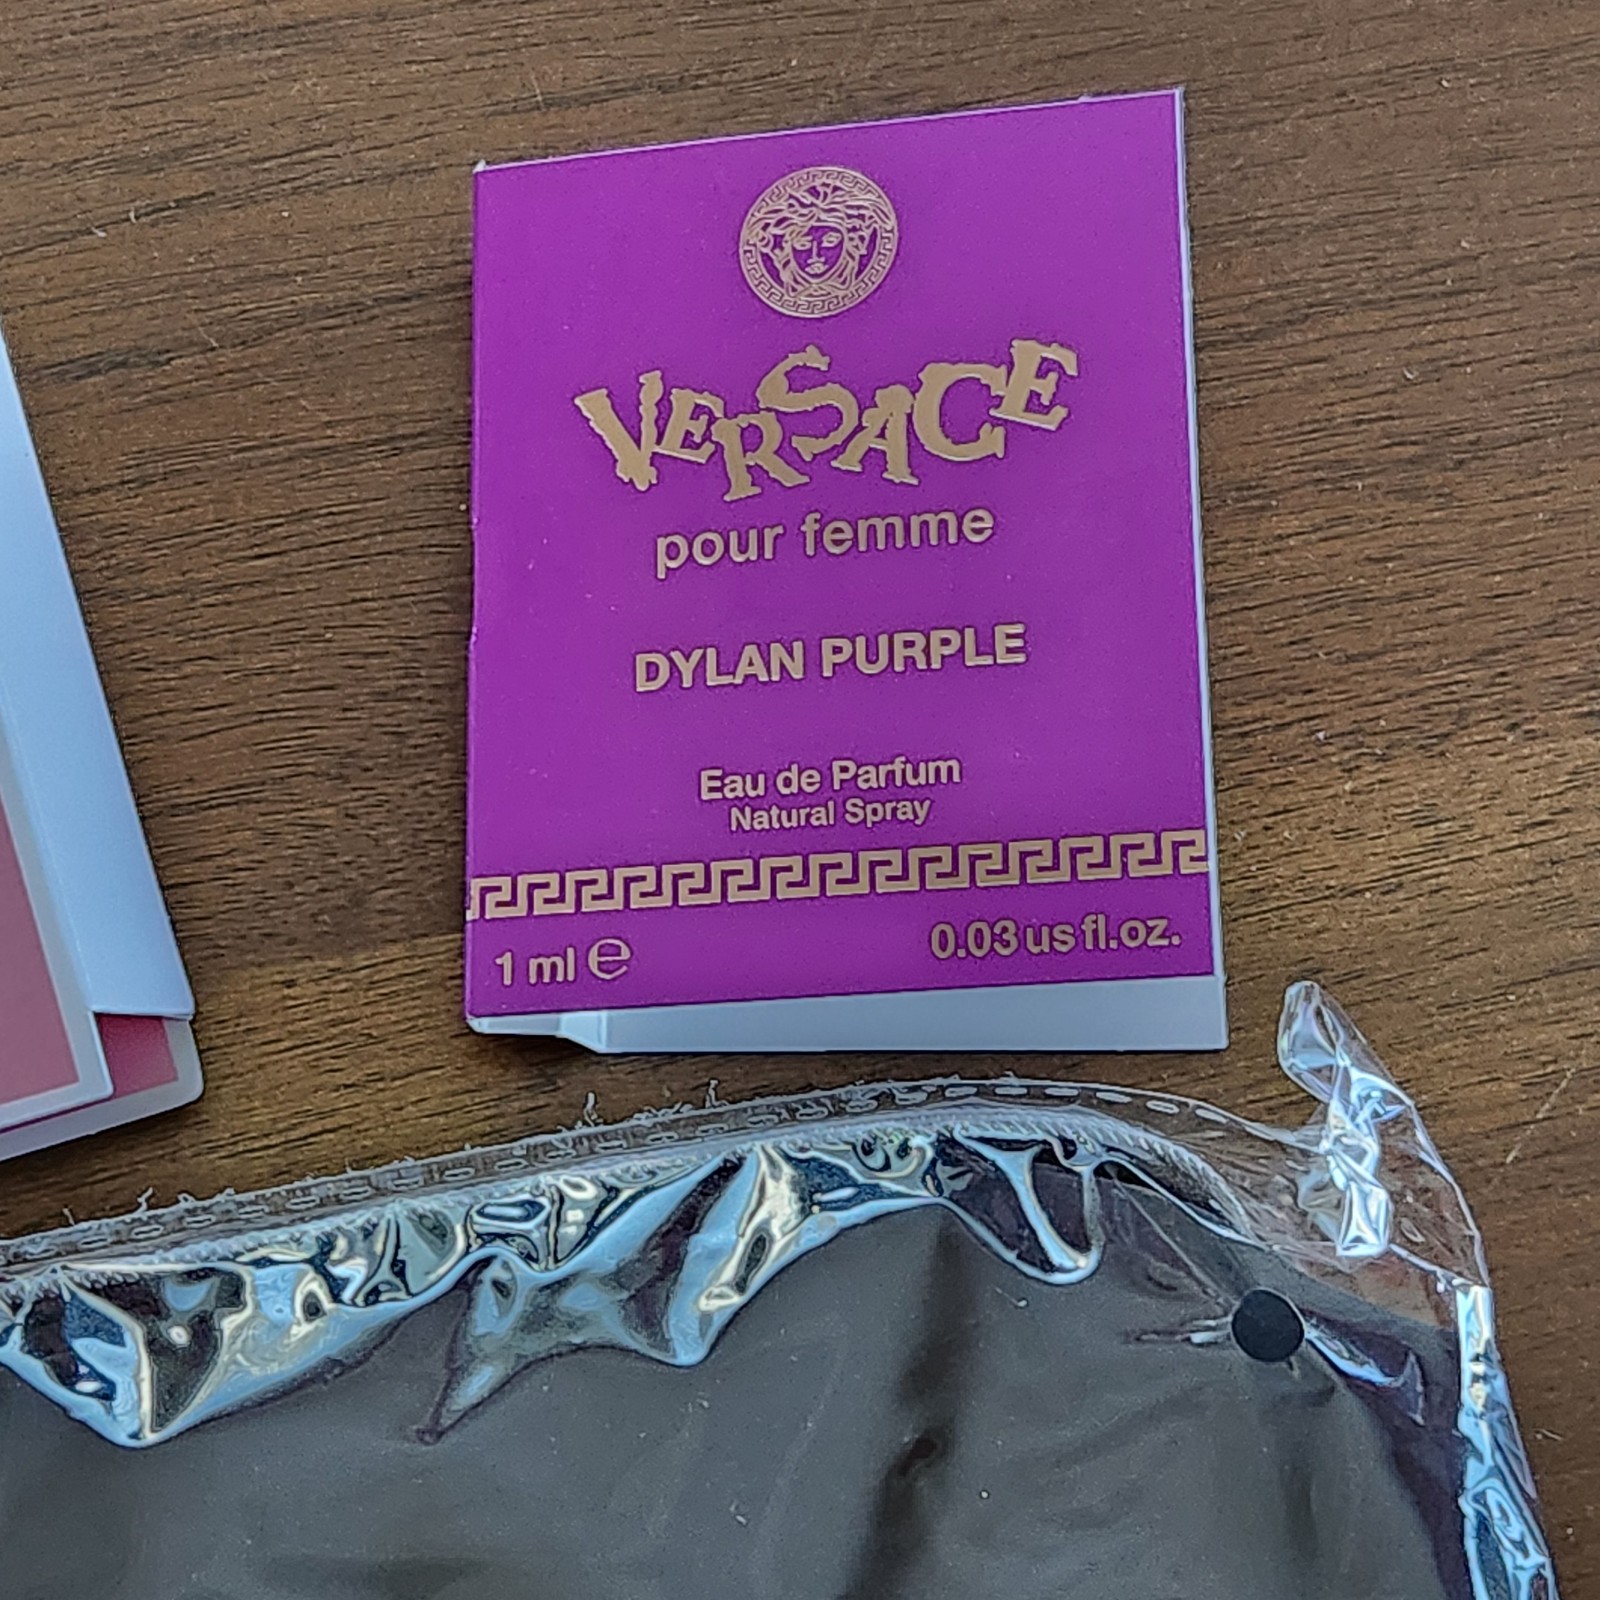 VERSACE
pour femme
DYLAN PURPLE
Eau de Parfum
Natural Spray
1 ml ℮ 0.03 us fl.oz.